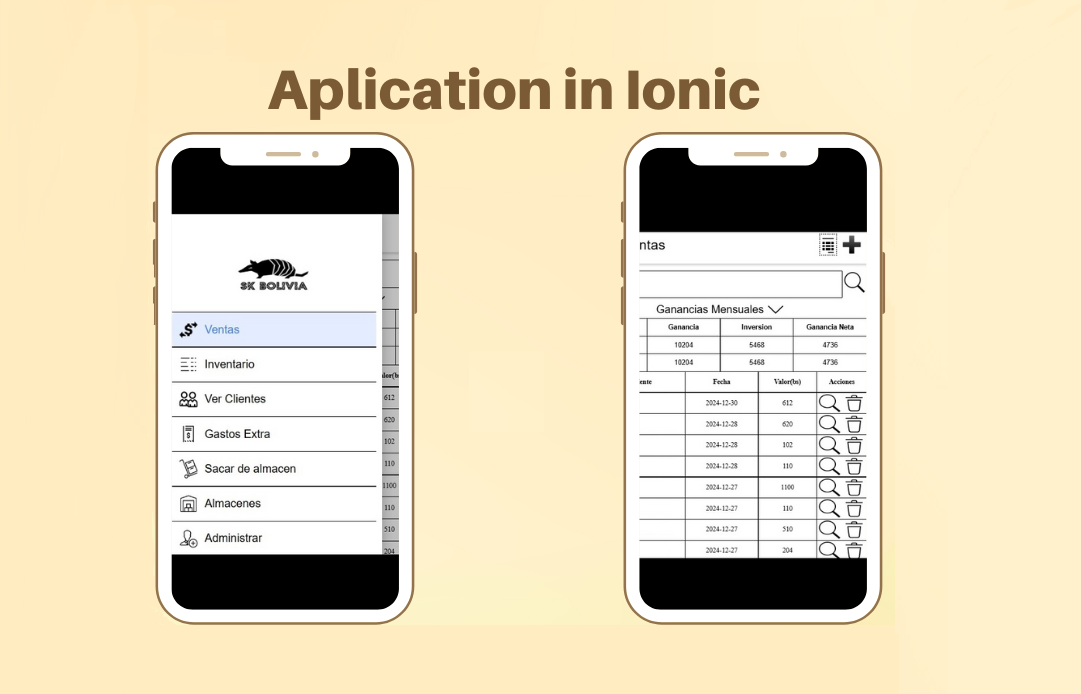 Aplication in Ionic
SK BOLIVIA
Ventas
Inventario
Ver Clientes
Gastos Extra
Sacar de almacen
Almacenes
Administrar
alor(b
612
620
102
110
1100
110
510
204
ntas
Ganancias Mensuales
Ganancia Inversion Ganancia Neta
10204 5468 4736
10204 5468 4736
ente Fecha Valor(bs) Acciones
2024-12-30 612
2024-12-28 620
2024-12-28 102
2024-12-28 110
2024-12-27 1100
2024-12-27 110
2024-12-27 510
2024-12-27 204